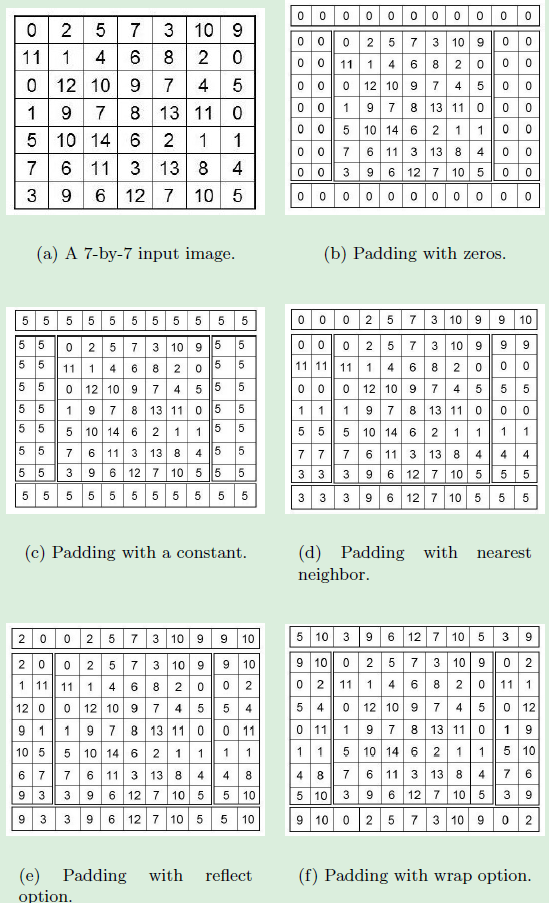 0 2 5 7 3 10 9
11 1 4 6 8 2 0
0 12 10 9 7 4 5
1 9 7 8 13 11 0
5 10 14 6 2 1 1
7 6 11 3 13 8 4
3 9 6 12 7 10 5
(a) A 7-by-7 input image.
0 0 0 0 0 0 0 0 0 0 0
0 0 0 2 5 7 3 10 9 0 0
0 0 11 1 4 6 8 2 0 0 0
0 0 0 12 10 9 7 4 5 0 0
0 0 1 9 7 8 13 11 0 0 0
0 0 5 10 14 6 2 1 1 0 0
0 0 7 6 11 3 13 8 4 0 0
0 0 3 9 6 12 7 10 5 0 0
0 0 0 0 0 0 0 0 0 0 0
(b) Padding with zeros.
5 5 5 5 5 5 5 5 5 5 5
5 5 0 2 5 7 3 10 9 5 5
5 5 11 1 4 6 8 2 0 5 5
5 5 0 12 10 9 7 4 5 5 5
5 5 1 9 7 8 13 11 0 5 5
5 5 5 10 14 6 2 1 1 5 5
5 5 7 6 11 3 13 8 4 5 5
5 5 3 9 6 12 7 10 5 5 5
5 5 5 5 5 5 5 5 5 5 5
(c) Padding with a constant.
0 0 0 2 5 7 3 10 9 9 10
0 0 0 2 5 7 3 10 9 9 9
11 11 11 1 4 6 8 2 0 0 0
0 0 0 12 10 9 7 4 5 5 5
1 1 1 9 7 8 13 11 0 0 0
5 5 5 10 14 6 2 1 1 1 1
7 7 7 6 11 3 13 8 4 4 4
3 3 3 9 6 12 7 10 5 5 5
3 3 3 9 6 12 7 10 5 5 5
(d) Padding with nearest
neighbor.
2 0 0 2 5 7 3 10 9 9 10
2 0 0 2 5 7 3 10 9 9 10
1 11 11 1 4 6 8 2 0 0 2
12 0 0 12 10 9 7 4 5 5 4
9 1 1 9 7 8 13 11 0 0 11
10 5 5 10 14 6 2 1 1 1 1
6 7 7 6 11 3 13 8 4 4 8
9 3 3 9 6 12 7 10 5 5 10
9 3 3 9 6 12 7 10 5 5 10
(e) Padding with reflect
option.
5 10 3 9 6 12 7 10 5 3 9
9 10 0 2 5 7 3 10 9 0 2
0 2 11 1 4 6 8 2 0 11 1
5 4 0 12 10 9 7 4 5 0 12
0 11 1 9 7 8 13 11 0 1 9
1 1 5 10 14 6 2 1 1 5 10
4 8 7 6 11 3 13 8 4 7 6
5 10 3 9 6 12 7 10 5 3 9
9 10 0 2 5 7 3 10 9 0 2
(f) Padding with wrap option.